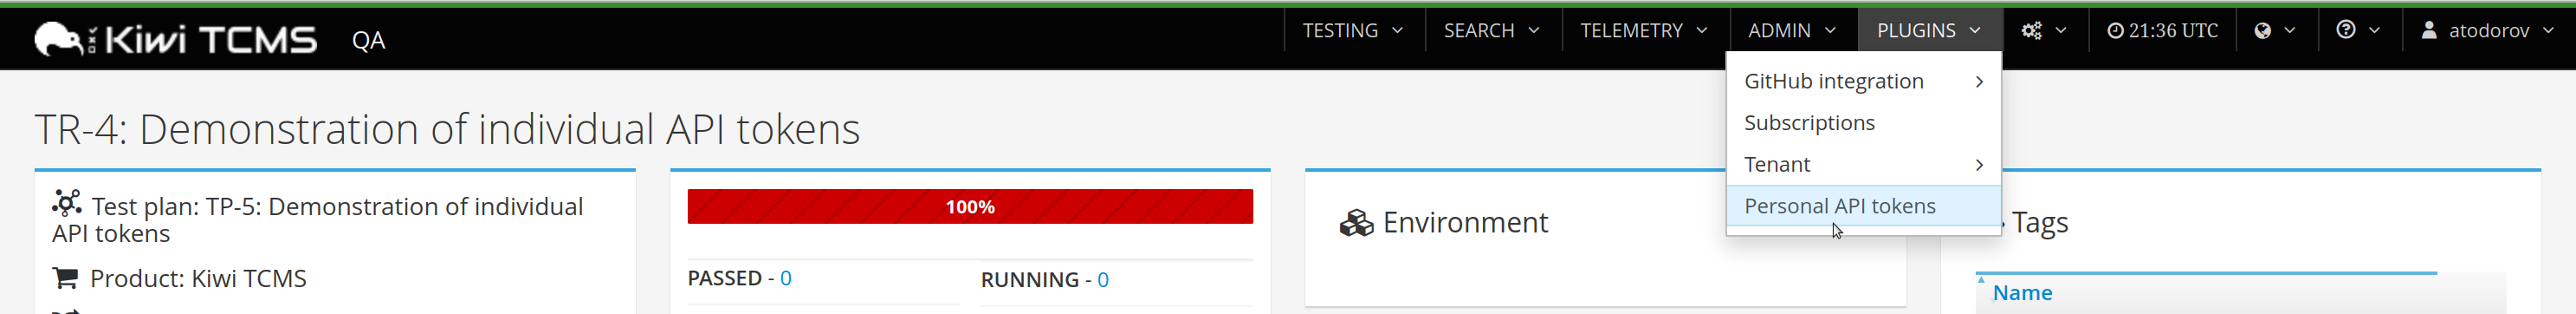 Kiwi TCMS QA TESTING SEARCH TELEMETRY ADMIN PLUGINS 21:36 UTC atodorov
GitHub integration
Subscriptions
Tenant
Personal API tokens
TR-4: Demonstration of individual API tokens
Test plan: TP-5: Demonstration of individual
API tokens
Product: Kiwi TCMS
100%
PASSED - 0
RUNNING - 0
Environment
Tags
Name